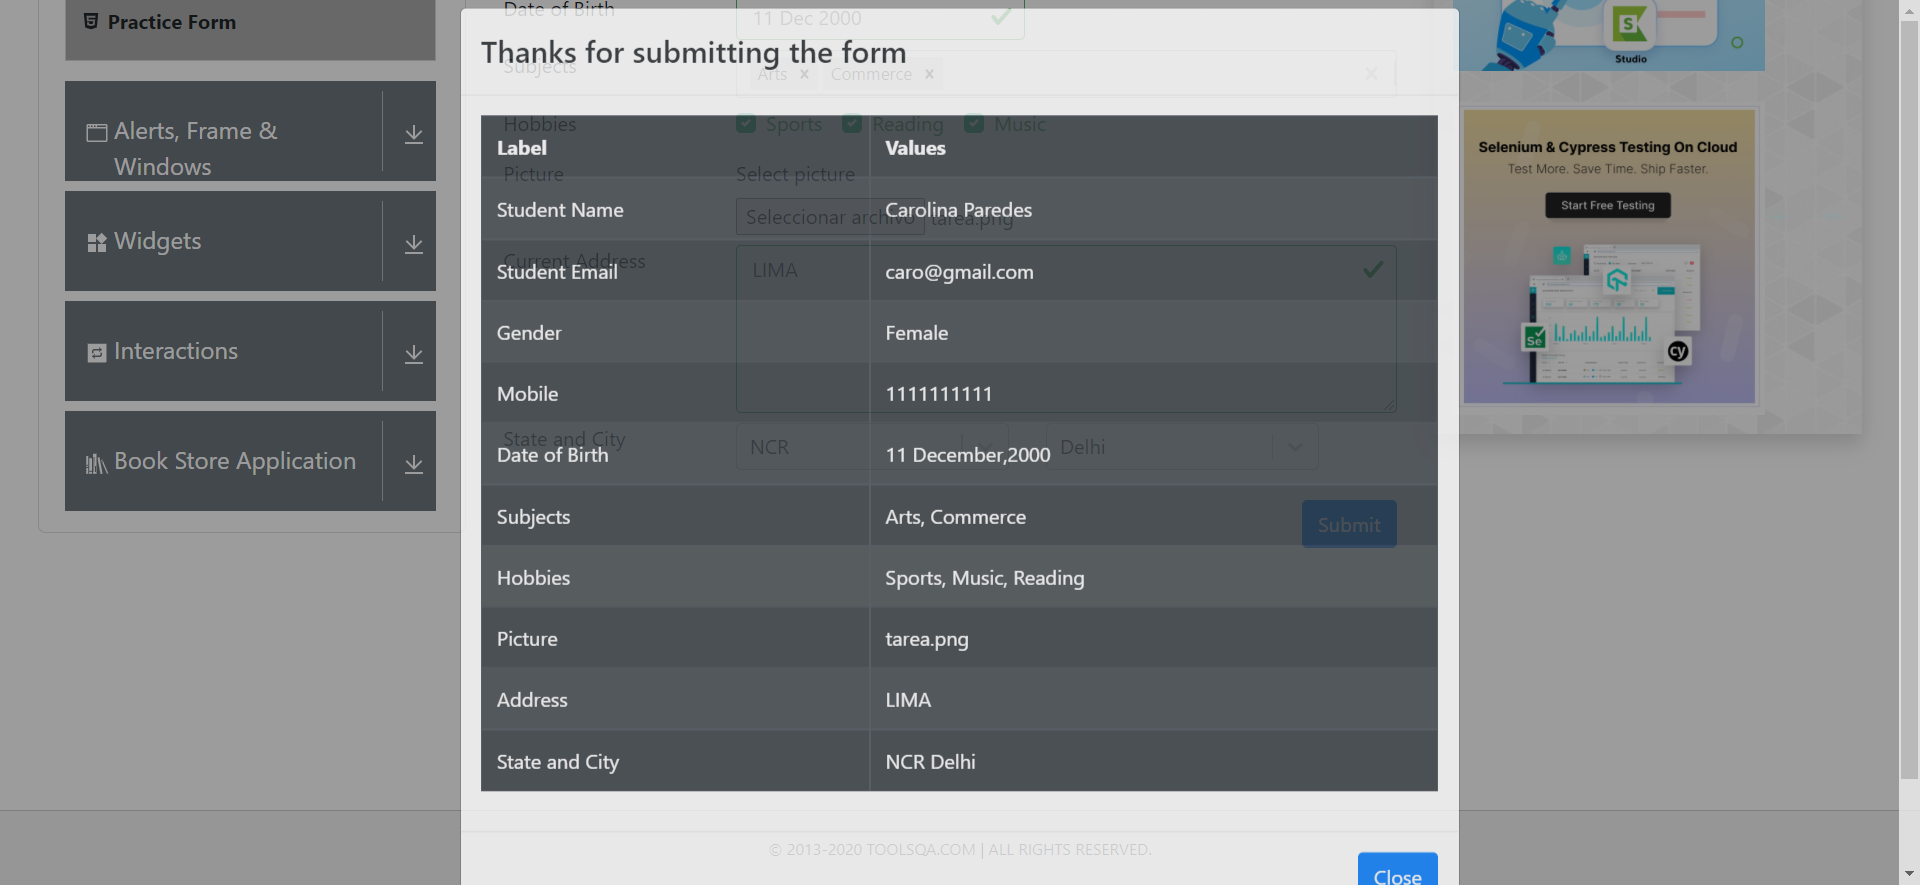 Practice Form
Alerts, Frame &
Windows
Widgets
Interactions
Book Store Application
Date of Birth
11 Dec 2000
Thanks for submitting the form
Subjects
Arts ×
Commerce ×
Hobbies
Sports
Reading
Music
Label Values
Picture
Select picture
Student Name Carolina Paredes
Seleccionar archivo tarea.png
Current Address
LIMA
Student Email caro@gmail.com
Gender Female
Mobile 1111111111
State and City
NCR
Delhi
Date of Birth 11 December,2000
Subjects Arts, Commerce
Submit
Hobbies Sports, Music, Reading
Picture tarea.png
Address LIMA
State and City NCR Delhi
© 2013-2020 TOOLSQA.COM | ALL RIGHTS RESERVED.
Close
S
Studio
Selenium & Cypress Testing On Cloud
Test More. Save Time. Ship Faster.
Start Free Testing
Se
cy